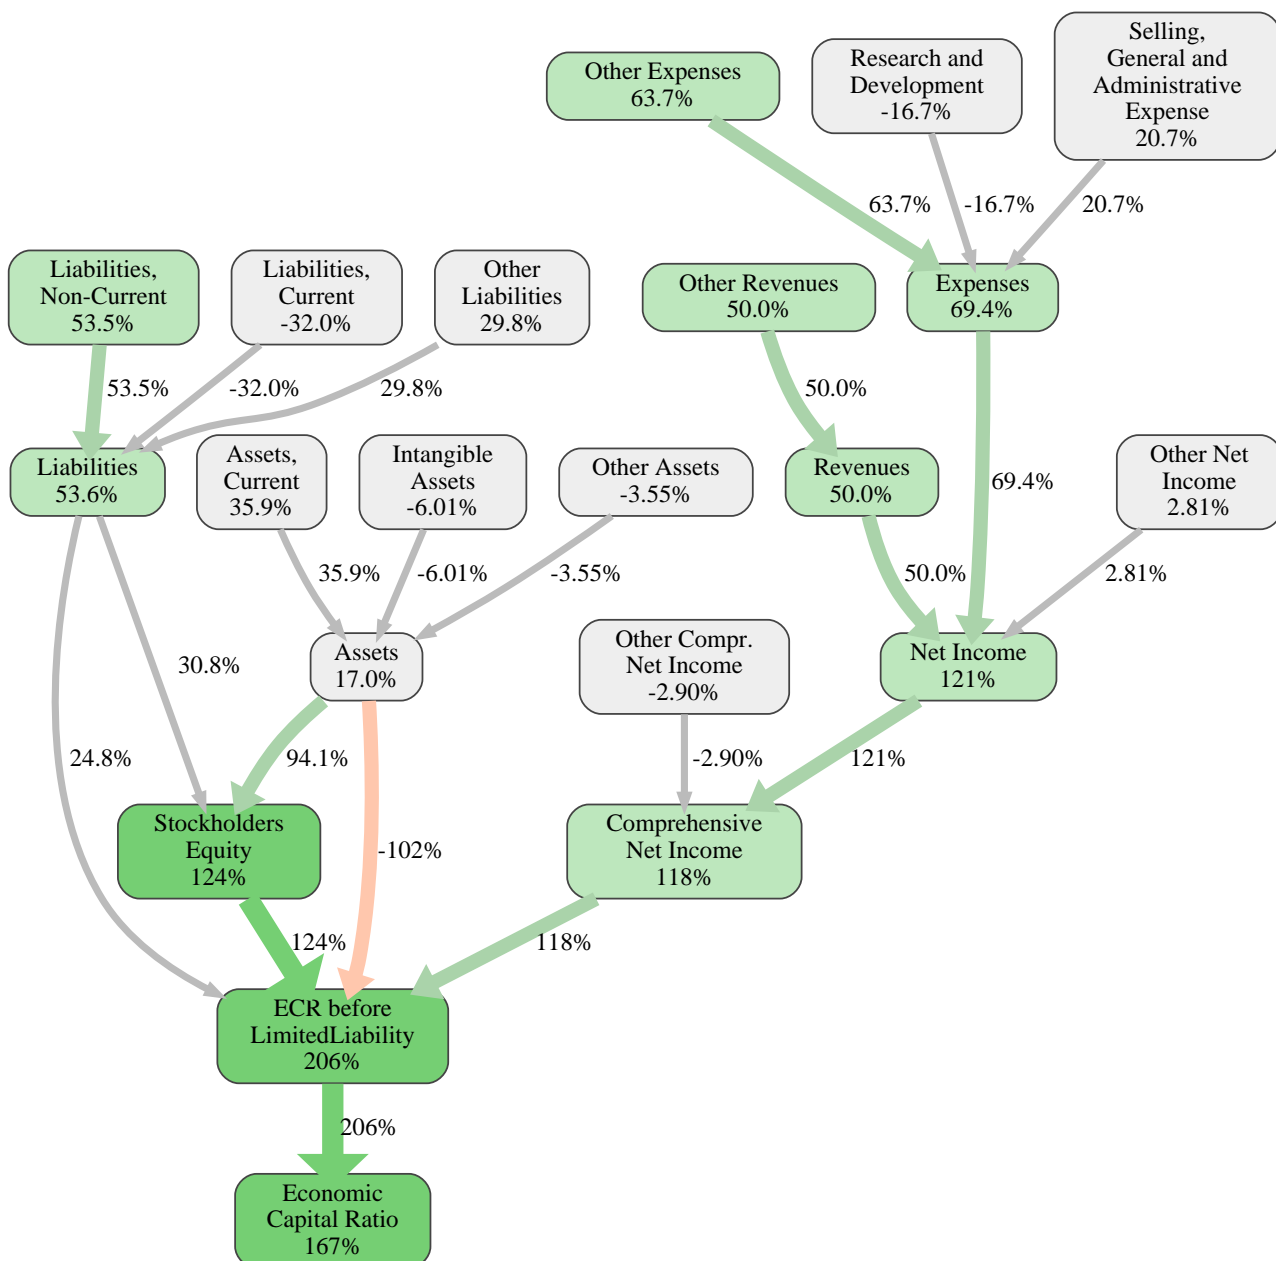 Selling,
General and
Administrative
Expense
20.7%
Other Expenses
63.7%
Research and
Development
-16.7%
63.7%
-16.7%
20.7%
Liabilities,
Non-Current
53.5%
Liabilities,
Current
-32.0%
Other
Liabilities
29.8%
Other Revenues
50.0%
Expenses
69.4%
53.5%
-32.0%
29.8%
50.0%
Liabilities
53.6%
Assets,
Current
35.9%
Intangible
Assets
-6.01%
Other Assets
-3.55%
Revenues
50.0%
69.4%
Other Net
Income
2.81%
35.9%
-6.01%
-3.55%
50.0%
2.81%
30.8%
Assets
17.0%
Other Compr.
Net Income
-2.90%
Net Income
121%
24.8%
94.1%
-102%
-2.90%
121%
Stockholders
Equity
124%
Comprehensive
Net Income
118%
124%
118%
ECR before
LimitedLiability
206%
206%
Economic
Capital Ratio
167%